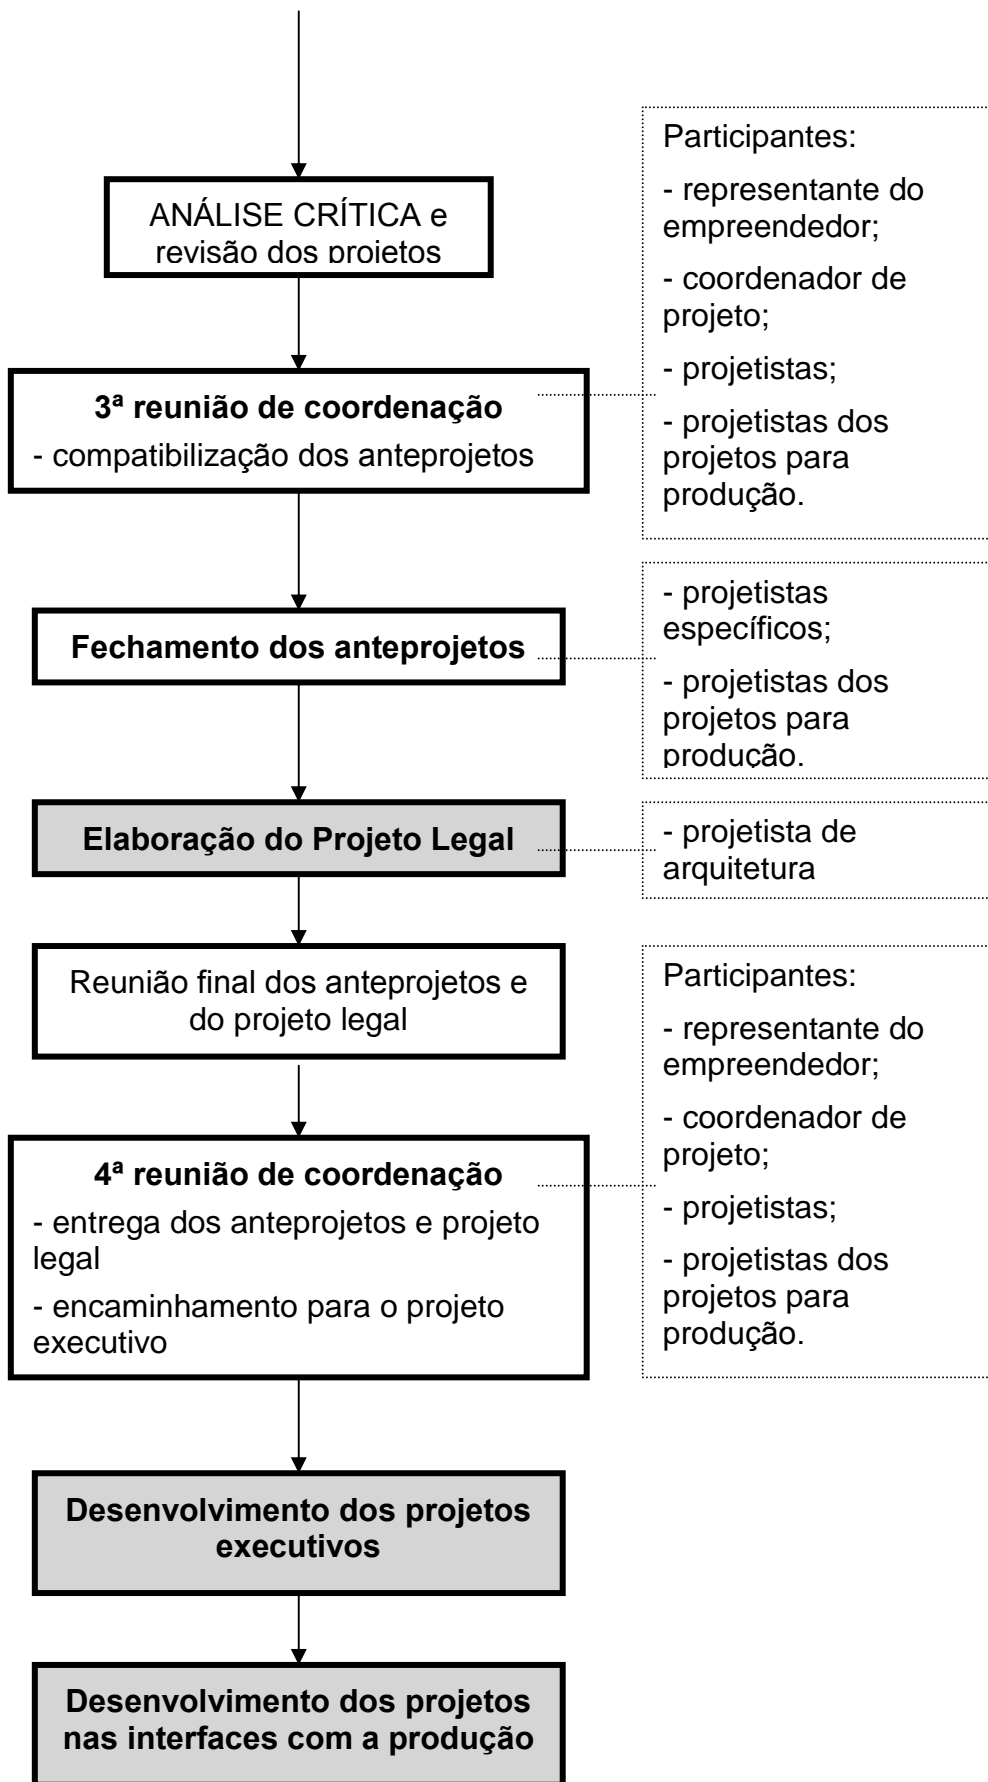 ANÁLISE CRÍTICA e
revisão dos projetos
3ª reunião de coordenação
- compatibilização dos anteprojetos
Participantes:
- representante do
empreendedor;
- coordenador de
projeto;
- projetistas;
- projetistas dos
projetos para
produção.
Fechamento dos anteprojetos
- projetistas
específicos;
- projetistas dos
projetos para
produção.
Elaboração do Projeto Legal
- projetista de
arquitetura
Reunião final dos anteprojetos e
do projeto legal
4ª reunião de coordenação
- entrega dos anteprojetos e projeto
legal
- encaminhamento para o projeto
executivo
Participantes:
- representante do
empreendedor;
- coordenador de
projeto;
- projetistas;
- projetistas dos
projetos para
produção.
Desenvolvimento dos projetos
executivos
Desenvolvimento dos projetos
nas interfaces com a produção